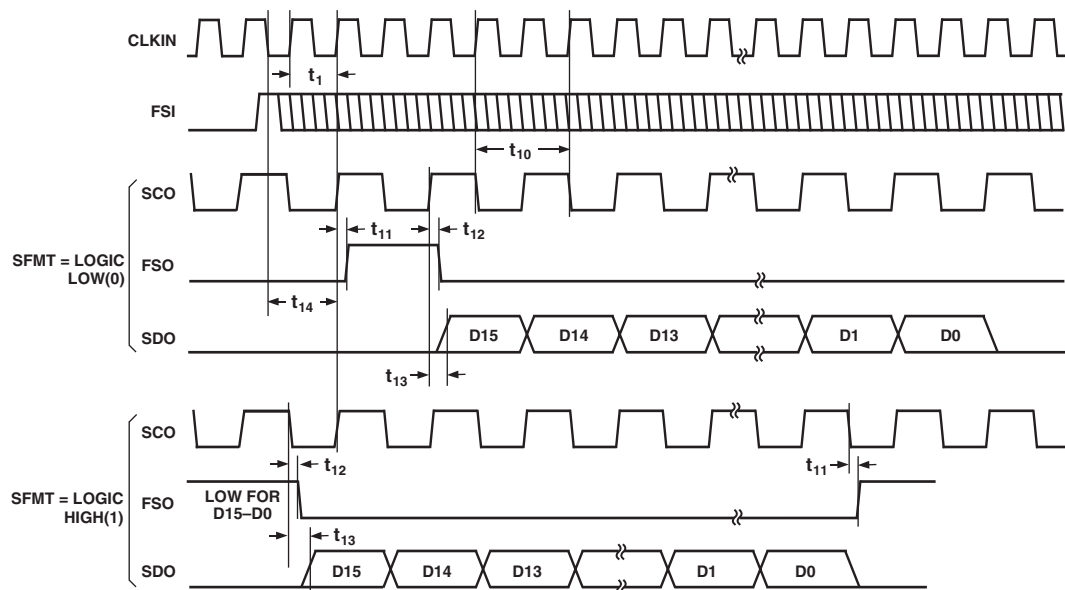 CLKIN
t1
FSI
t10
SCO
t11
t12
SFMT = LOGIC
LOW(0)
FSO
t14
SDO
D15
D14
D13
D1
D0
t13
SCO
t12
t11
SFMT = LOGIC
HIGH(1)
FSO
LOW FOR
D15–D0
t13
SDO
D15
D14
D13
D1
D0